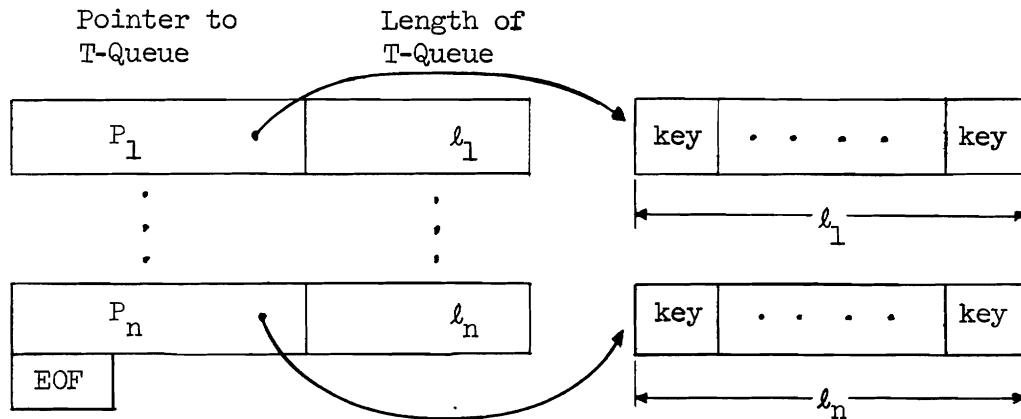 Pointer to Length of
T-Queue T-Queue
P₁ ℓ₁ key . . . . key
ℓ₁
Pₙ ℓₙ key . . . . key
EOF
ℓₙ